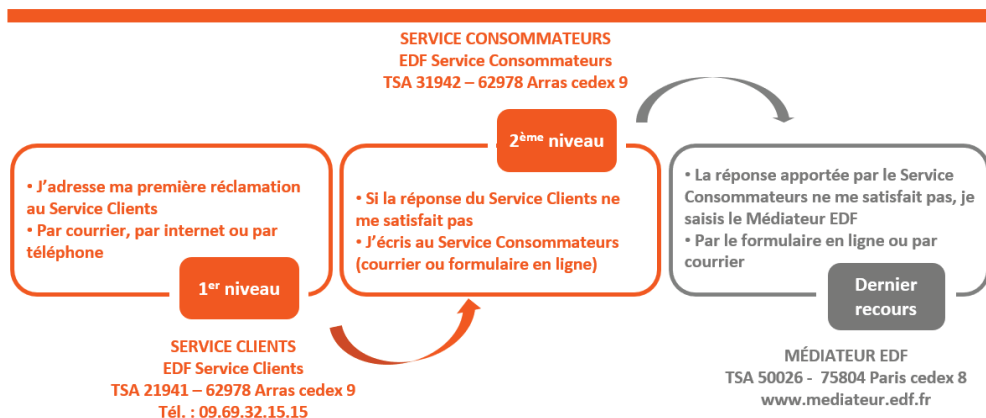 SERVICE CONSOMMATEURS
EDF Service Consommateurs
TSA 31942 – 62978 Arras cedex 9
• J’adresse ma première réclamation
au Service Clients
• Par courrier, par internet ou par
téléphone
1er niveau
SERVICE CLIENTS
EDF Service Clients
TSA 21941 – 62978 Arras cedex 9
Tél. : 09.69.32.15.15
2ème niveau
• Si la réponse du Service Clients ne
me satisfait pas
• J’écris au Service Consommateurs
(courrier ou formulaire en ligne)
• La réponse apportée par le Service
Consommateurs ne me satisfait pas, je
saisis le Médiateur EDF
• Par le formulaire en ligne ou par
courrier
Dernier
recours
MÉDIATEUR EDF
TSA 50026 - 75804 Paris cedex 8
www.mediateur.edf.fr